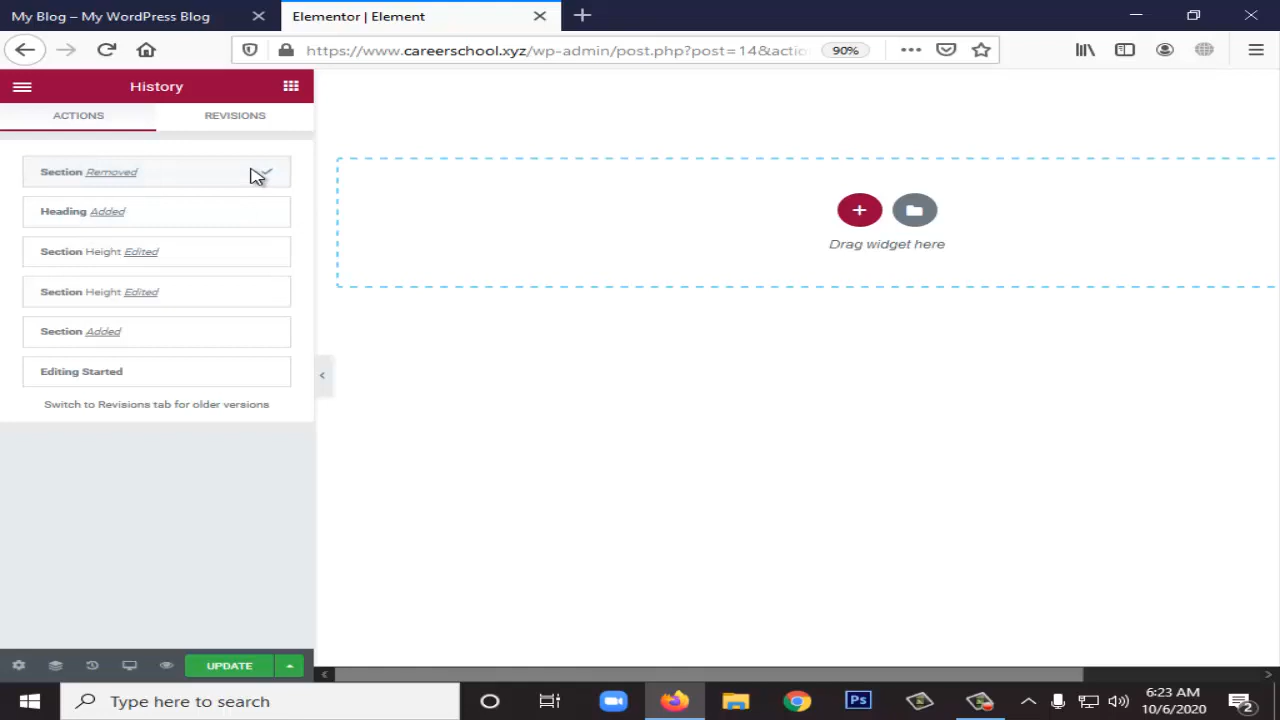 My Blog – My WordPress Blog
Elementor | Element
https://www.careerschool.xyz/wp-admin/post.php?post=14&actio
90%
History
ACTIONS
REVISIONS
Section Removed
Heading Added
Section Height Edited
Section Height Edited
Section Added
Editing Started
Switch to Revisions tab for older versions
Drag widget here
UPDATE
Type here to search
Ps
6:23 AM
10/6/2020
2